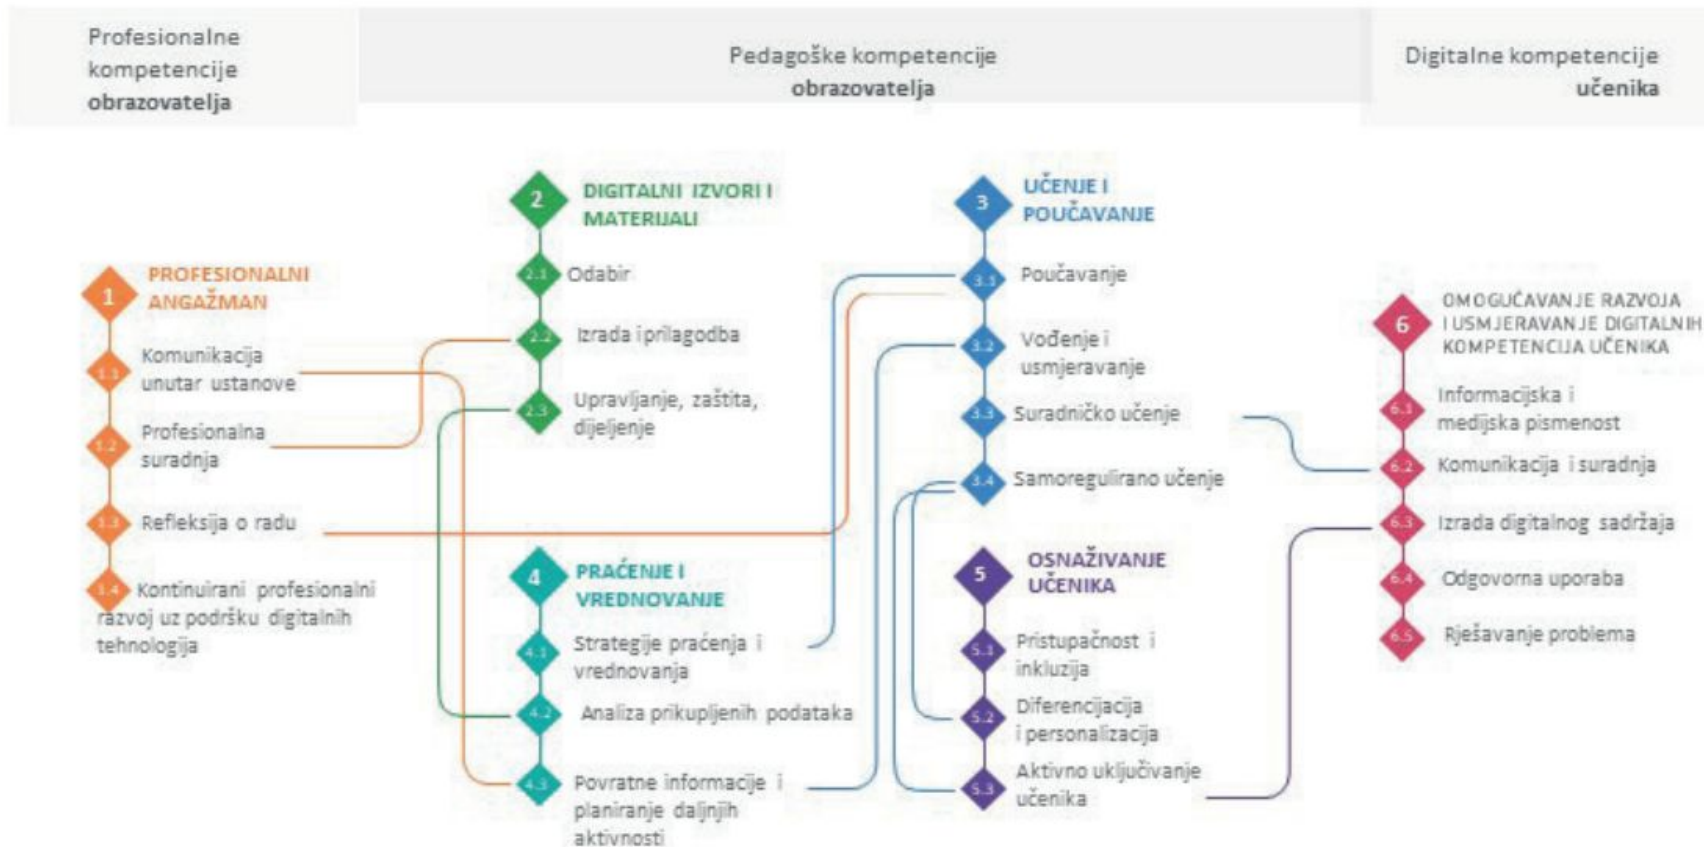 Profesionalne
kompetencije
obrazovatelja
Pedagoške kompetencije
obrazovatelja
Digitalne kompetencije
učenika
1
PROFESIONALNI
ANGAŽMAN
1.1
Komunikacija
unutar ustanove
1.2
Profesionalna
suradnja
1.3
Refleksija o radu
1.4
Kontinuirani profesionalni
razvoj uz podršku digitalnih
tehnologija
2
DIGITALNI IZVORI I
MATERIJALI
2.1
Odabir
2.2
Izrada i prilagodba
2.3
Upravljanje, zaštita,
dijeljenje
3
UČENJE I
POUČAVANJE
3.1
Poučavanje
3.2
Vođenje i
usmjeravanje
3.3
Suradničko učenje
3.4
Samoregulirano učenje
4
PRAĆENJE I
VREDNOVANJE
4.1
Strategije praćenja i
vrednovanja
4.2
Analiza prikupljenih podataka
4.3
Povratne informacije i
planiranje daljnjih
aktivnosti
5
OSNAŽIVANJE
UČENIKA
5.1
Pristupačnost i
inkluzija
5.2
Diferencijacija
i personalizacija
5.3
Aktivno uključivanje
učenika
6
OMOGUĆAVANJE RAZVOJA
I USMJERAVANJE DIGITALNIH
KOMPETENCIJA UČENIKA
6.1
Informacijska i
medijska pismenost
6.2
Komunikacija i suradnja
6.3
Izrada digitalnog sadržaja
6.4
Odgovorna uporaba
6.5
Rješavanje problema